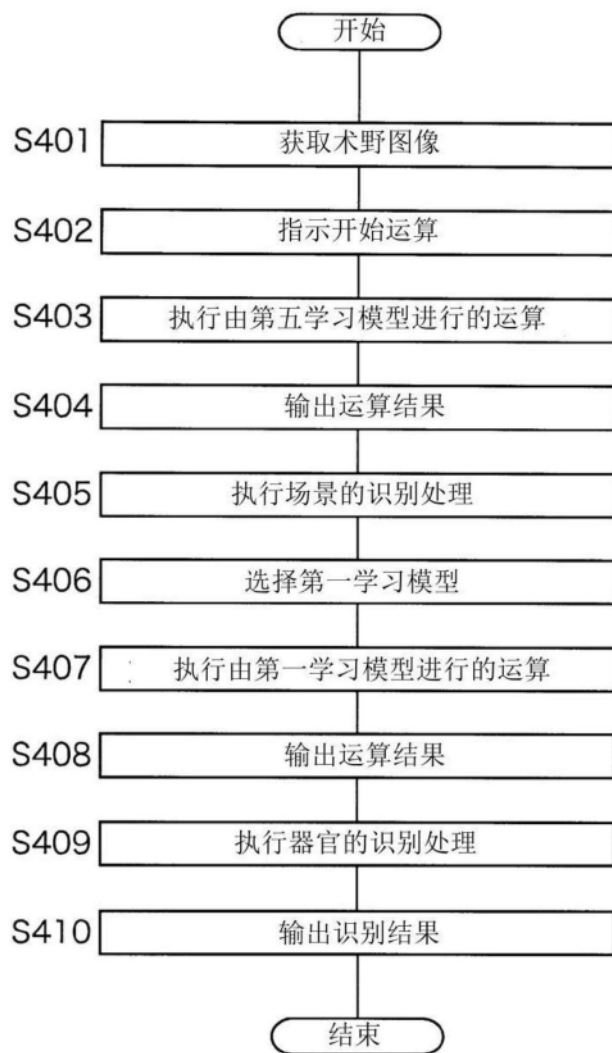 开始
S401 获取术野图像
S402 指示开始运算
S403 执行由第五学习模型进行的运算
S404 输出运算结果
S405 执行场景的识别处理
S406 选择第一学习模型
S407 执行由第一学习模型进行的运算
S408 输出运算结果
S409 执行器官的识别处理
S410 输出识别结果
结束